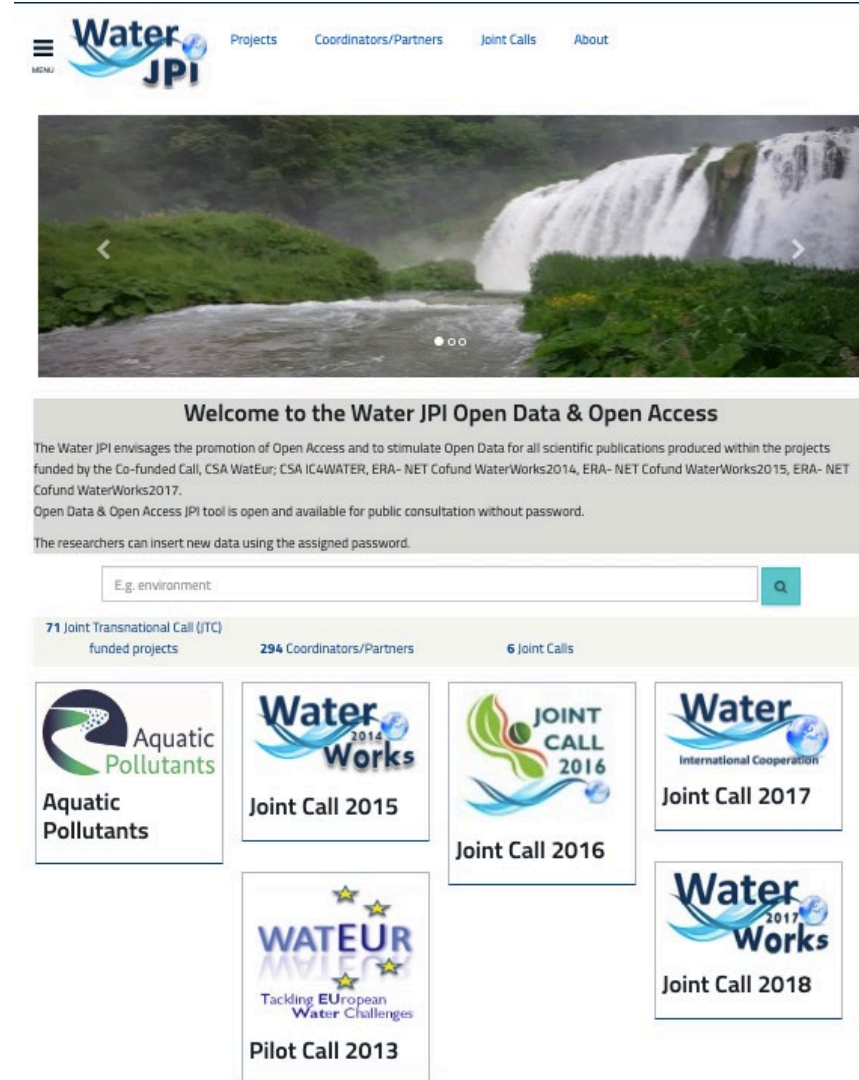 Water
JPI
MENU
Projects
Coordinators/Partners
Joint Calls
About
Welcome to the Water JPI Open Data & Open Access
The Water JPI envisages the promotion of Open Access and to stimulate Open Data for all scientific publications produced within the projects
funded by the Co-funded Call, CSA WatEur; CSA IC4WATER, ERA- NET Cofund WaterWorks2014, ERA- NET Cofund WaterWorks2015, ERA- NET
Cofund WaterWorks2017.
Open Data & Open Access JPI tool is open and available for public consultation without password.
The researchers can insert new data using the assigned password.
E.g. environment
71 Joint Transnational Call (JTC)
funded projects
294 Coordinators/Partners
6 Joint Calls
Aquatic
Pollutants
Aquatic
Pollutants
Water
2014
Works
Joint Call 2015
JOINT
CALL
2016
Joint Call 2016
Water
International Cooperation
Joint Call 2017
WATEUR
Tackling EUropean
Water Challenges
Pilot Call 2013
Water
2017
Works
Joint Call 2018